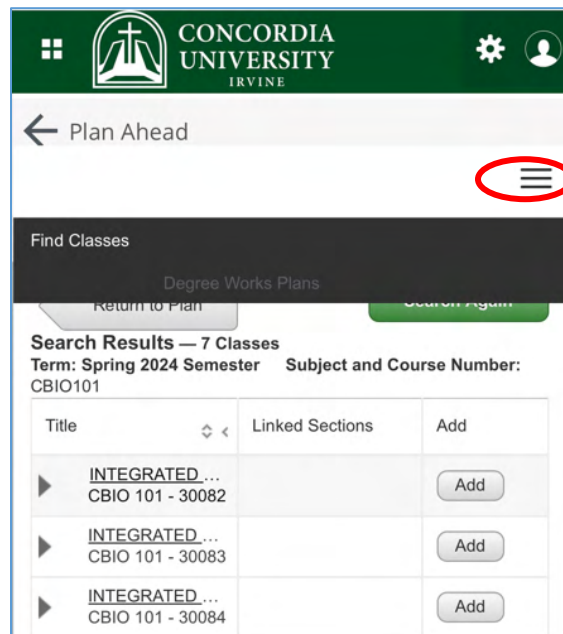 CONCORDIA
UNIVERSITY
IRVINE
Plan Ahead
Find Classes
Degree Works Plans
Return to Plan
Search Again
Search Results — 7 Classes
Term: Spring 2024 Semester Subject and Course Number:
CBIO101
Title Linked Sections Add
INTEGRATED ...
CBIO 101 - 30082
Add
INTEGRATED ...
CBIO 101 - 30083
Add
INTEGRATED ...
CBIO 101 - 30084
Add